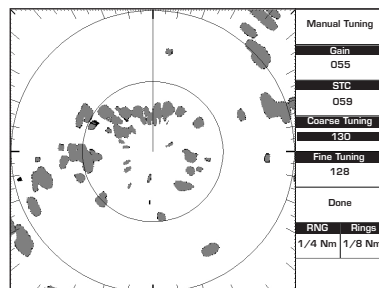 Manual Tuning
Gain
055
STC
059
Coarse Tuning
130
Fine Tuning
128
Done
RNG Rings
1/4 Nm 1/8 Nm